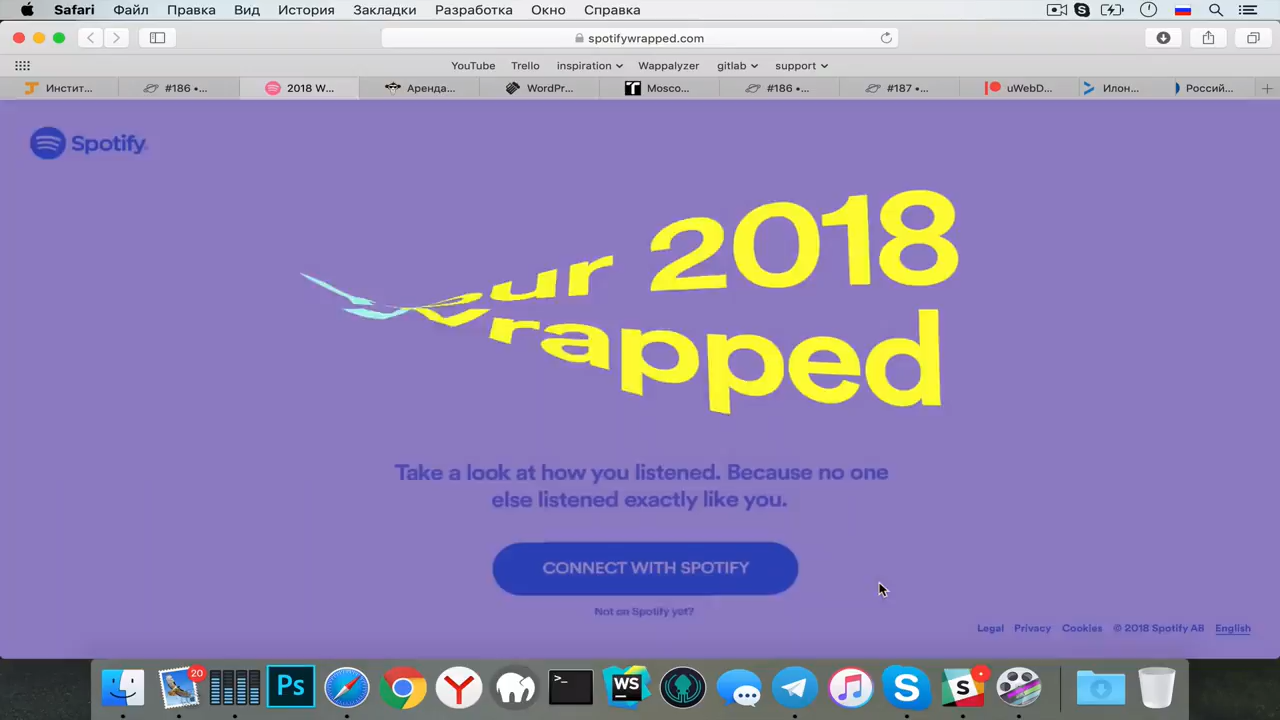 Safari Файл Правка Вид История Закладки Разработка Окно Справка
spotifywrapped.com
YouTube Trello inspiration Wappalyzer gitlab support
Инстит... #186 •... 2018 W... Аренда... WordPr... Mosco... #186 •... #187 •... uWebD... Илон... Россий...
Spotify
ur 2018
rapped
Take a look at how you listened. Because no one
else listened exactly like you.
CONNECT WITH SPOTIFY
Not on Spotify yet?
Legal Privacy Cookies © 2018 Spotify AB English
20
Ps
WS